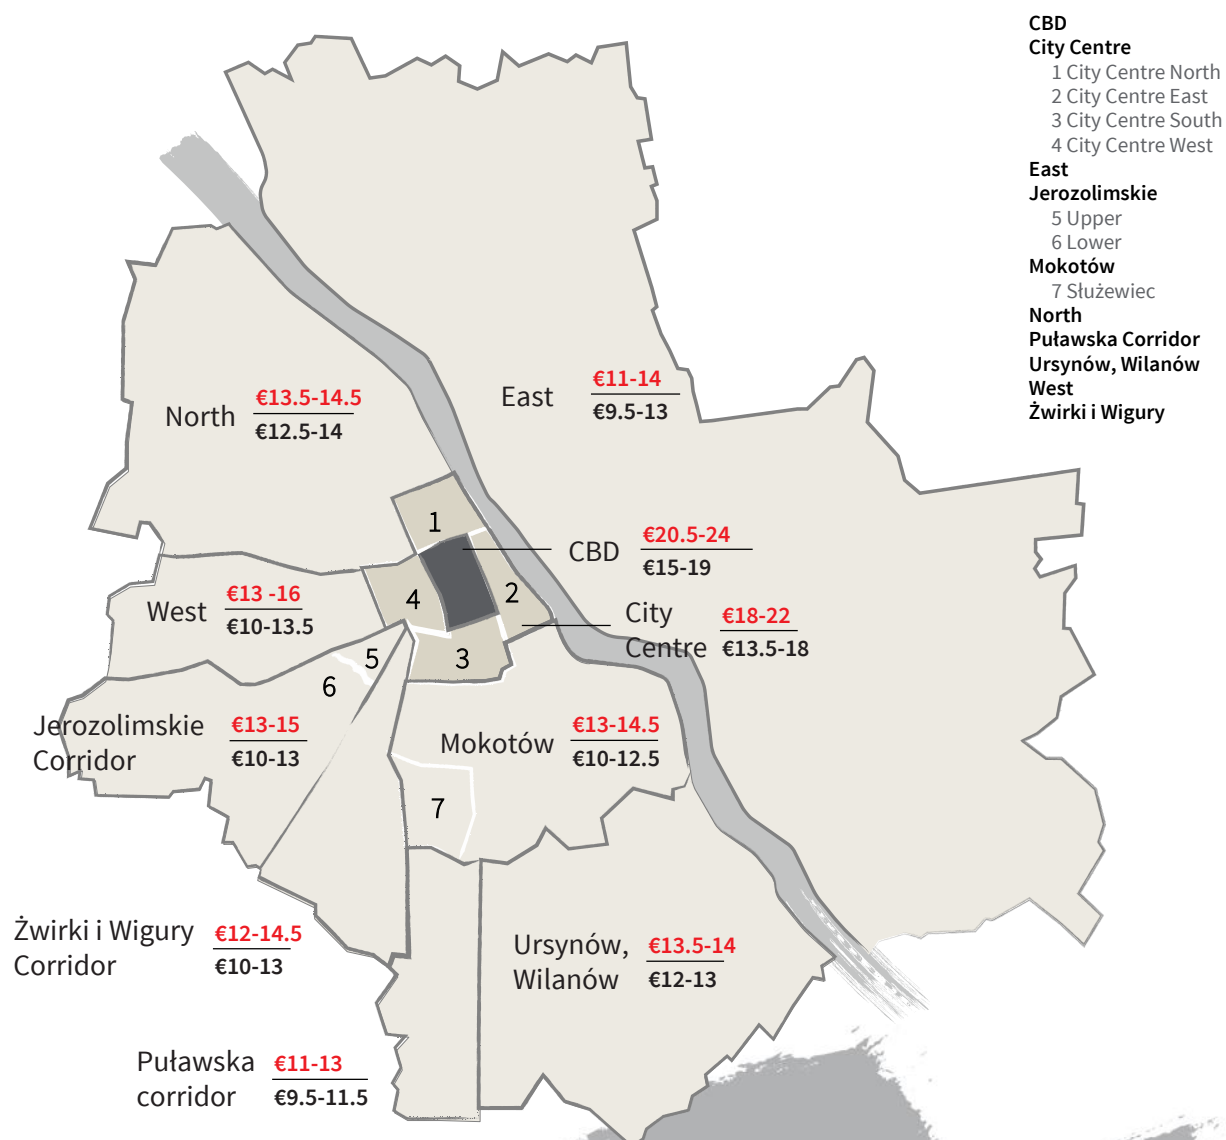 CBD
City Centre
1 City Centre North
2 City Centre East
3 City Centre South
4 City Centre West
East
Jerozolimskie
5 Upper
6 Lower
Mokotów
7 Służewiec
North
Puławska Corridor
Ursynów, Wilanów
West
Żwirki i Wigury
North
€13.5-14.5
€12.5-14
East
€11-14
€9.5-13
1
CBD
€20.5-24
€15-19
West
€13 -16
€10-13.5
4
2
City
Centre
€18-22
€13.5-18
3
5
6
Jerozolimskie
Corridor
€13-15
€10-13
Mokotów
€13-14.5
€10-12.5
7
Żwirki i Wigury
Corridor
€12-14.5
€10-13
Ursynów,
Wilanów
€13.5-14
€12-13
Puławska
corridor
€11-13
€9.5-11.5